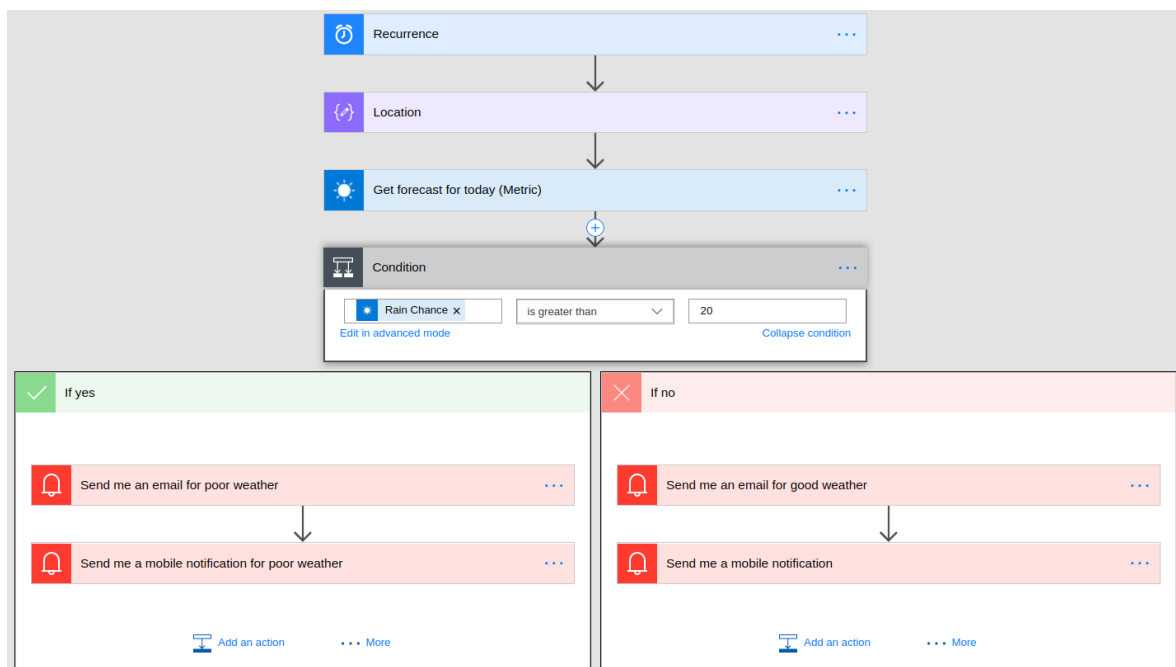 Recurrence
Location
Get forecast for today (Metric)
Condition
Rain Chance
is greater than
20
Edit in advanced mode
Collapse condition
If yes
Send me an email for poor weather
Send me a mobile notification for poor weather
Add an action
More
If no
Send me an email for good weather
Send me a mobile notification
Add an action
More